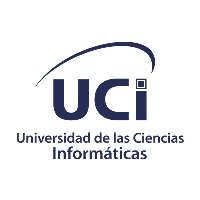 UCi
Universidad de las Ciencias
Informáticas